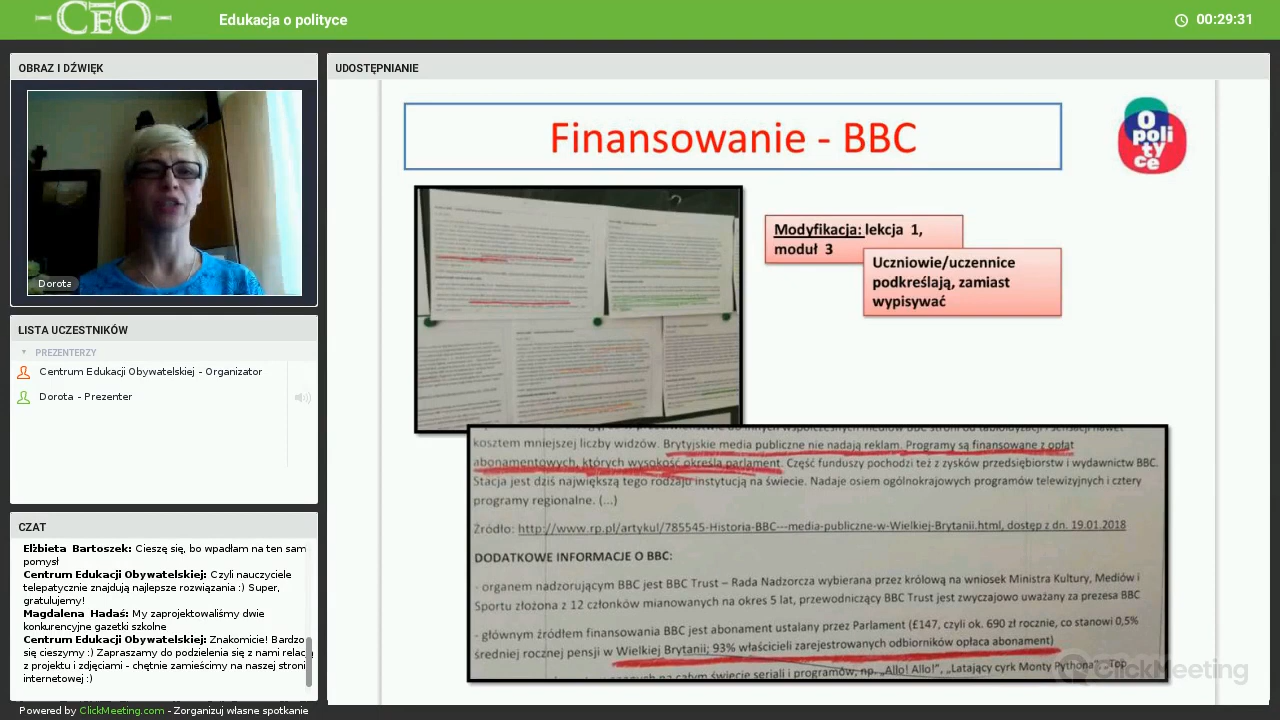 CEO
Edukacja o polityce
00:29:31
OBRAZ I DŹWIĘK
Dorota
LISTA UCZESTNIKÓW
PREZENTERZY
Centrum Edukacji Obywatelskiej - Organizator
Dorota - Prezenter
CZAT
Elżbieta Bartoszek: Cieszę się, bo wpadłam na ten sam
pomysł
Centrum Edukacji Obywatelskiej: Czyli nauczyciele
telepatycznie znajdują najlepsze rozwiązania :) Super,
gratulujemy!
Magdalena Hadaś: My zaprojektowaliśmy dwie
konkurencyjne gazetki szkolne
Centrum Edukacji Obywatelskiej: Znakomicie! Bardzo
się cieszymy :) Zapraszamy do podzielenia się z nami relacją
z projektu i zdjęciami - chętnie zamieścimy na naszej stronie
internetowej :)
Powered by ClickMeeting.com - Zorganizuj własne spotkanie
UDOSTĘPNIANIE
Finansowanie - BBC
O
poli
ty
ce
Modyfikacja: lekcja 1,
moduł 3
Uczniowie/uczennice
podkreślają, zamiast
wypisywać
kosztem mniejszej liczby widzów. Brytyjskie media publiczne nie nadają reklam. Programy są finansowane z opłat
abonamentowych, których wysokość określa parlament. Część funduszy pochodzi też z zysków przedsiębiorstw i wydawnictw BBC.
Stacja jest dziś największą tego rodzaju instytucją na świecie. Nadaje osiem ogólnokrajowych programów telewizyjnych i cztery
programy regionalne. (...)
Źródło: http://www.rp.pl/artykul/785545-Historia-BBC---media-publiczne-w-Wielkiej-Brytanii.html, dostęp z dn. 19.01.2018
DODATKOWE INFORMACJE O BBC:
- organem nadzorującym BBC jest BBC Trust – Rada Nadzorcza wybierana przez królową na wniosek Ministra Kultury, Mediów i
Sportu złożona z 12 członków mianowanych na okres 5 lat, przewodniczący BBC Trust jest zwyczajowo uważany za prezesa BBC
- głównym źródłem finansowania BBC jest abonament ustalany przez Parlament (£147, czyli ok. 690 zł rocznie, co stanowi 0,5%
średniej rocznej pensji w Wielkiej Brytanii; 93% właścicieli zarejestrowanych odbiorników opłaca abonament)
na całym świecie seriali i programów, np. „Allo! Allo!”, „Latający cyrk Monty Pythona”, „Top
ClickMeeting